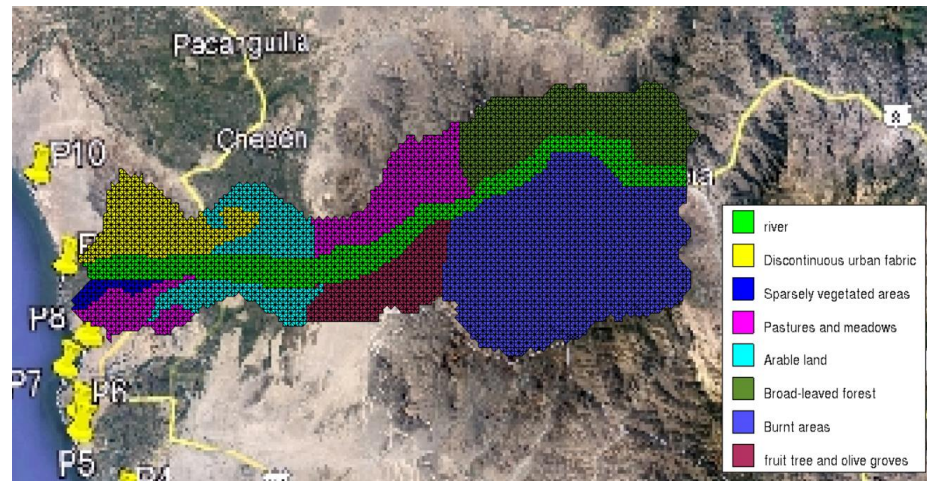 Pacanguilla
Chepén
8
P10
P8
P7
P6
P5
river
Discontinuous urban fabric
Sparsely vegetated areas
Pastures and meadows
Arable land
Broad-leaved forest
Burnt areas
fruit tree and olive groves